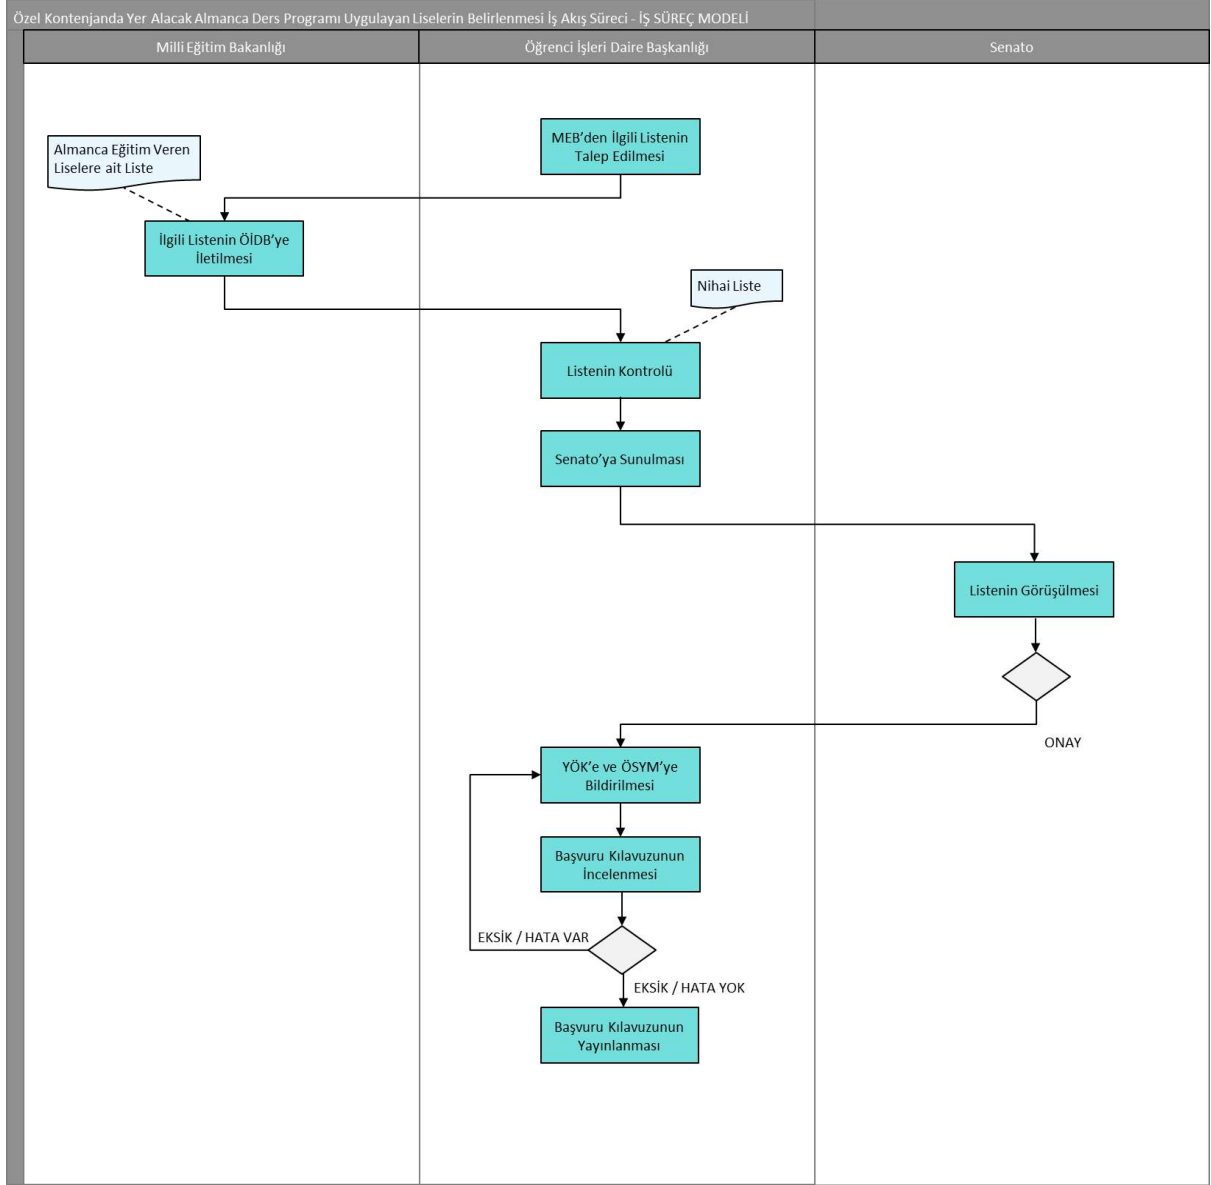 Özel Kontenjanda Yer Alacak Almanca Ders Programı Uygulayan Liselerin Belirlenmesi İş Akış Süreci - İŞ SÜREÇ MODELİ
Milli Eğitim Bakanlığı
Öğrenci İşleri Daire Başkanlığı
Senato
MEB’den İlgili Listenin
Talep Edilmesi
Almanca Eğitim Veren
Liselere ait Liste
İlgili Listenin ÖİDB’ye
İletilmesi
Nihai Liste
Listenin Kontrolü
Senato’ya Sunulması
Listenin Görüşülmesi
ONAY
YÖK’e ve ÖSYM’ye
Bildirilmesi
Başvuru Kılavuzunun
İncelenmesi
EKSİK / HATA VAR
EKSİK / HATA YOK
Başvuru Kılavuzunun
Yayınlanması